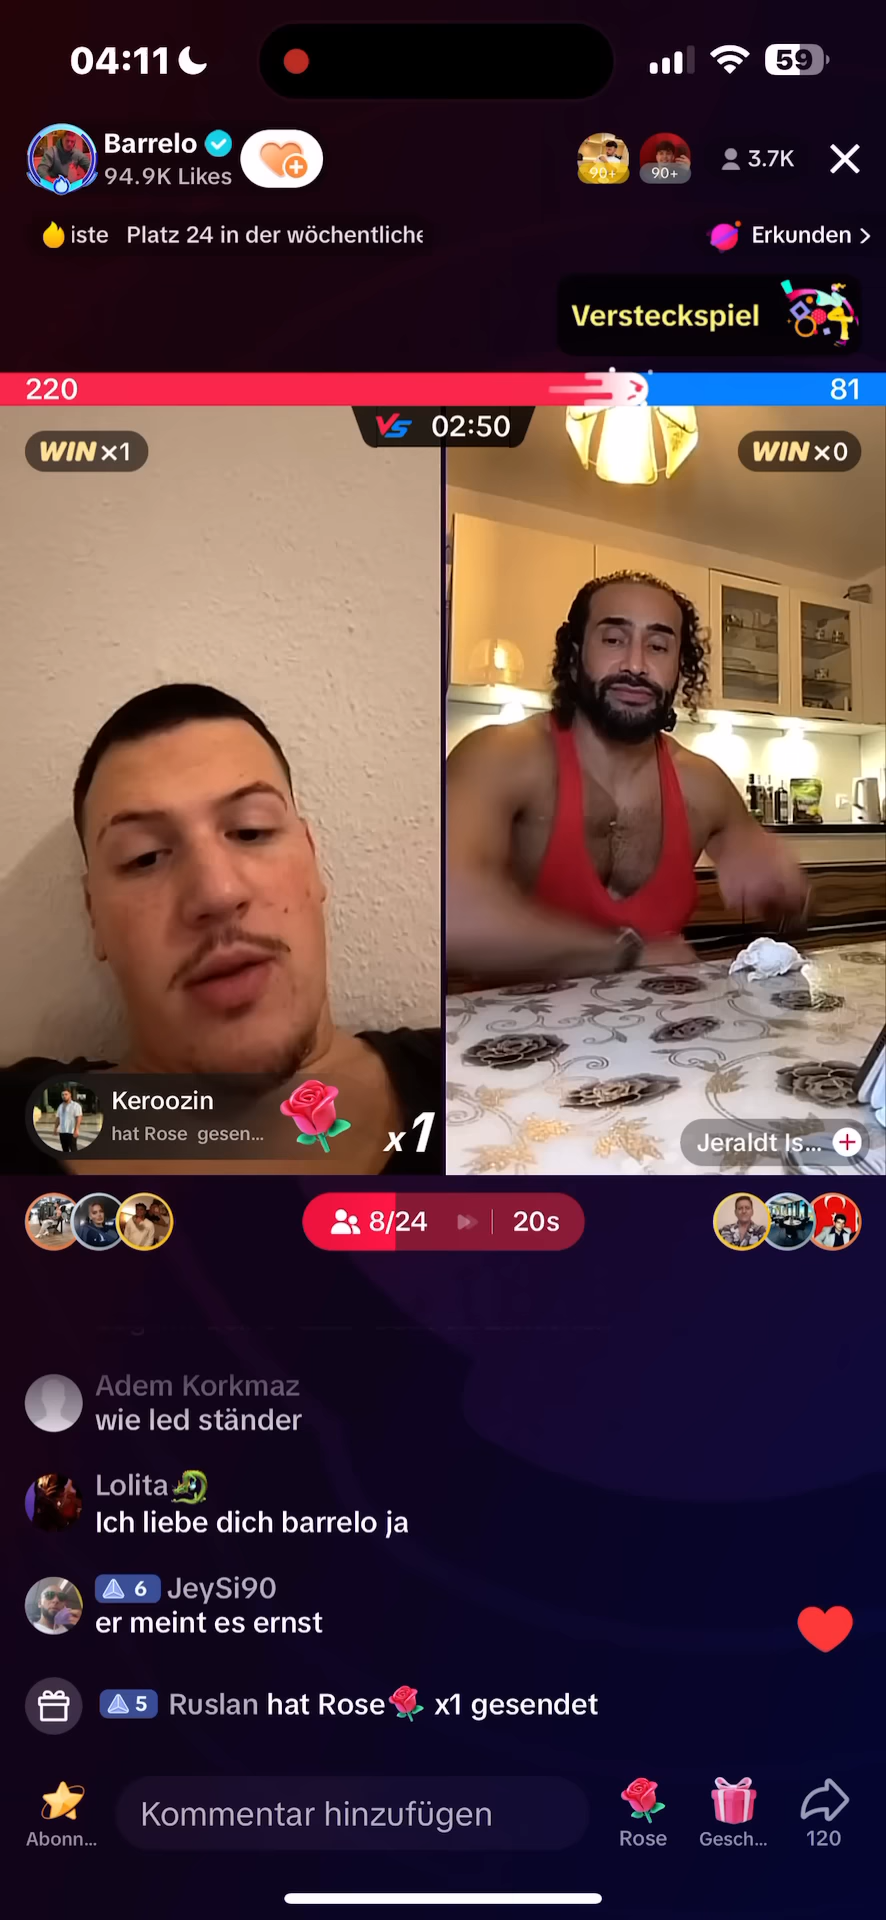 04:11
59
Barrelo
94.9K Likes
90+
90+
3.7K
iste Platz 24 in der wöchentliche
Erkunden
Versteckspiel
220
81
VS 02:50
WIN x1
WIN x0
Keroozin
hat Rose gesen...
x1
Jeraldt Is...
8/24
20s
Adem Korkmaz
wie led ständer
Lolita
Ich liebe dich barrelo ja
6 JeySi90
er meint es ernst
5 Ruslan hat Rose x1 gesendet
Abonn...
Kommentar hinzufügen
Rose
Gesch...
120